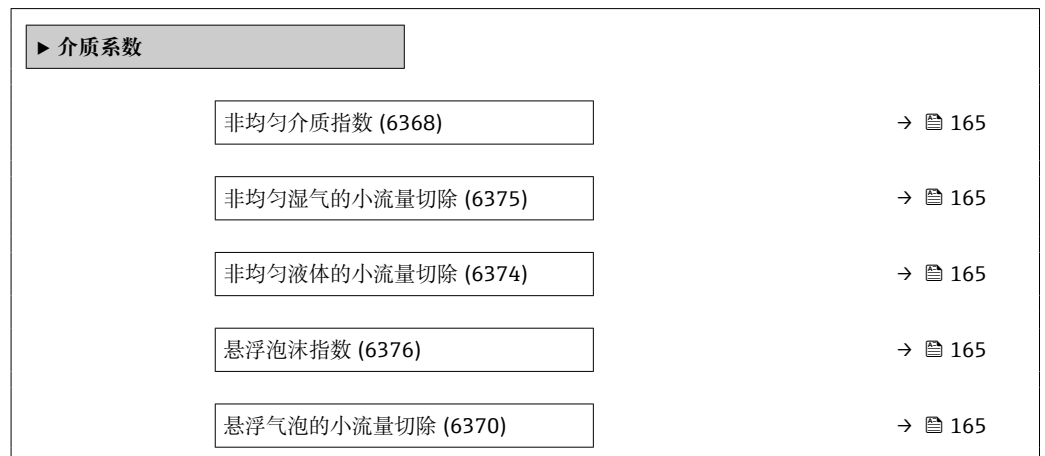 ▶ 介质系数
非均匀介质指数 (6368) → 165
非均匀湿气的小流量切除 (6375) → 165
非均匀液体的小流量切除 (6374) → 165
悬浮泡沫指数 (6376) → 165
悬浮气泡的小流量切除 (6370) → 165